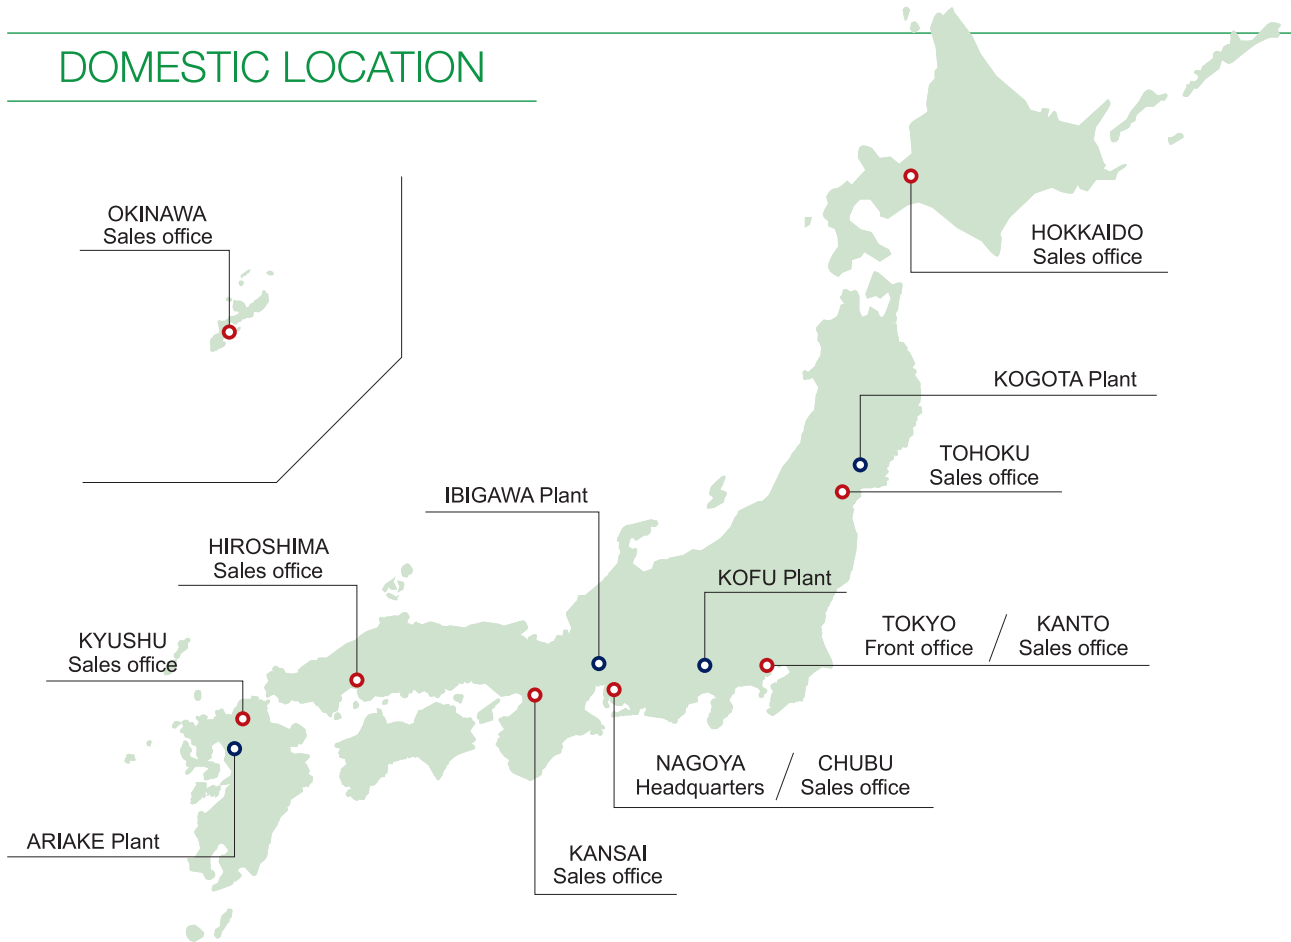 DOMESTIC LOCATION
OKINAWA
Sales office
HOKKAIDO
Sales office
KOGOTA Plant
TOHOKU
Sales office
IBIGAWA Plant
HIROSHIMA
Sales office
KOFU Plant
TOKYO
Front office
/
KANTO
Sales office
KYUSHU
Sales office
NAGOYA
Headquarters
/
CHUBU
Sales office
ARIAKE Plant
KANSAI
Sales office